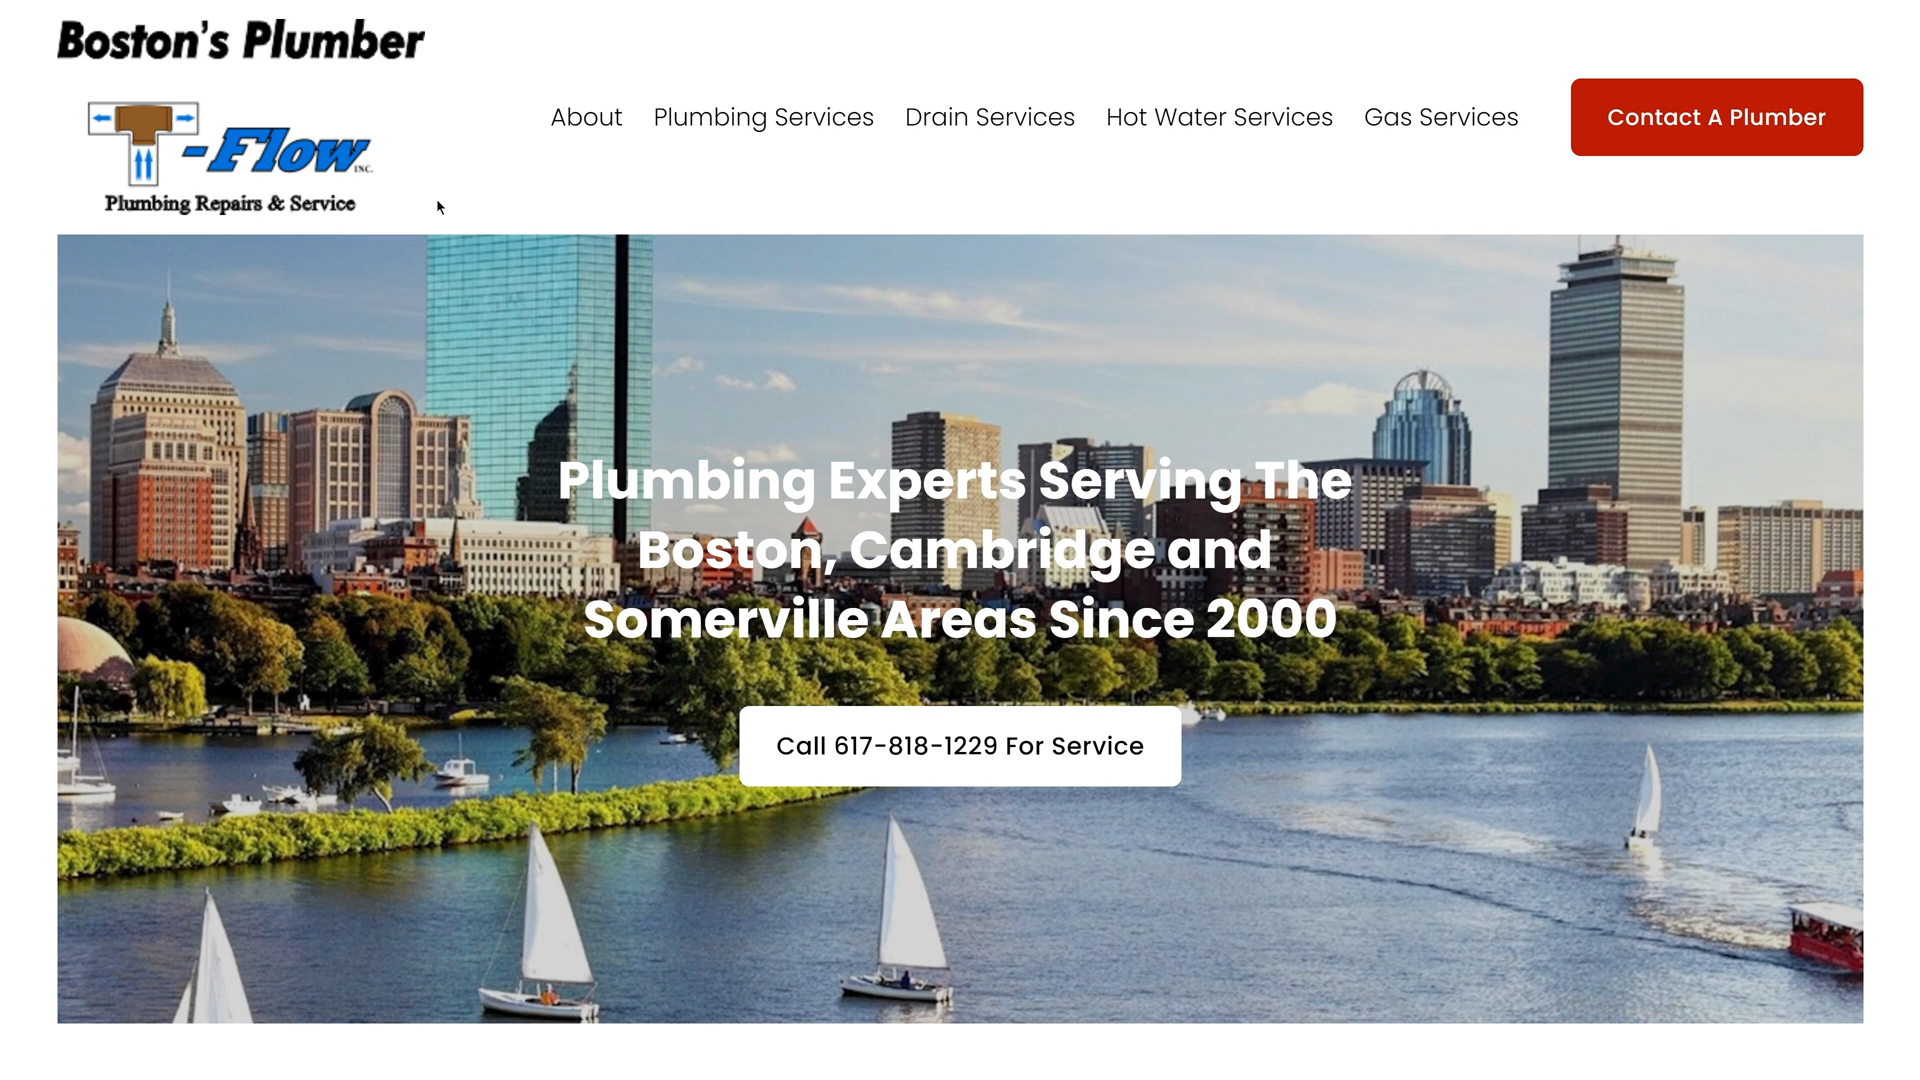 Boston's Plumber
T-Flow INC.
Plumbing Repairs & Service
About Plumbing Services Drain Services Hot Water Services Gas Services Contact A Plumber
Plumbing Experts Serving The
Boston, Cambridge and
Somerville Areas Since 2000
Call 617-818-1229 For Service